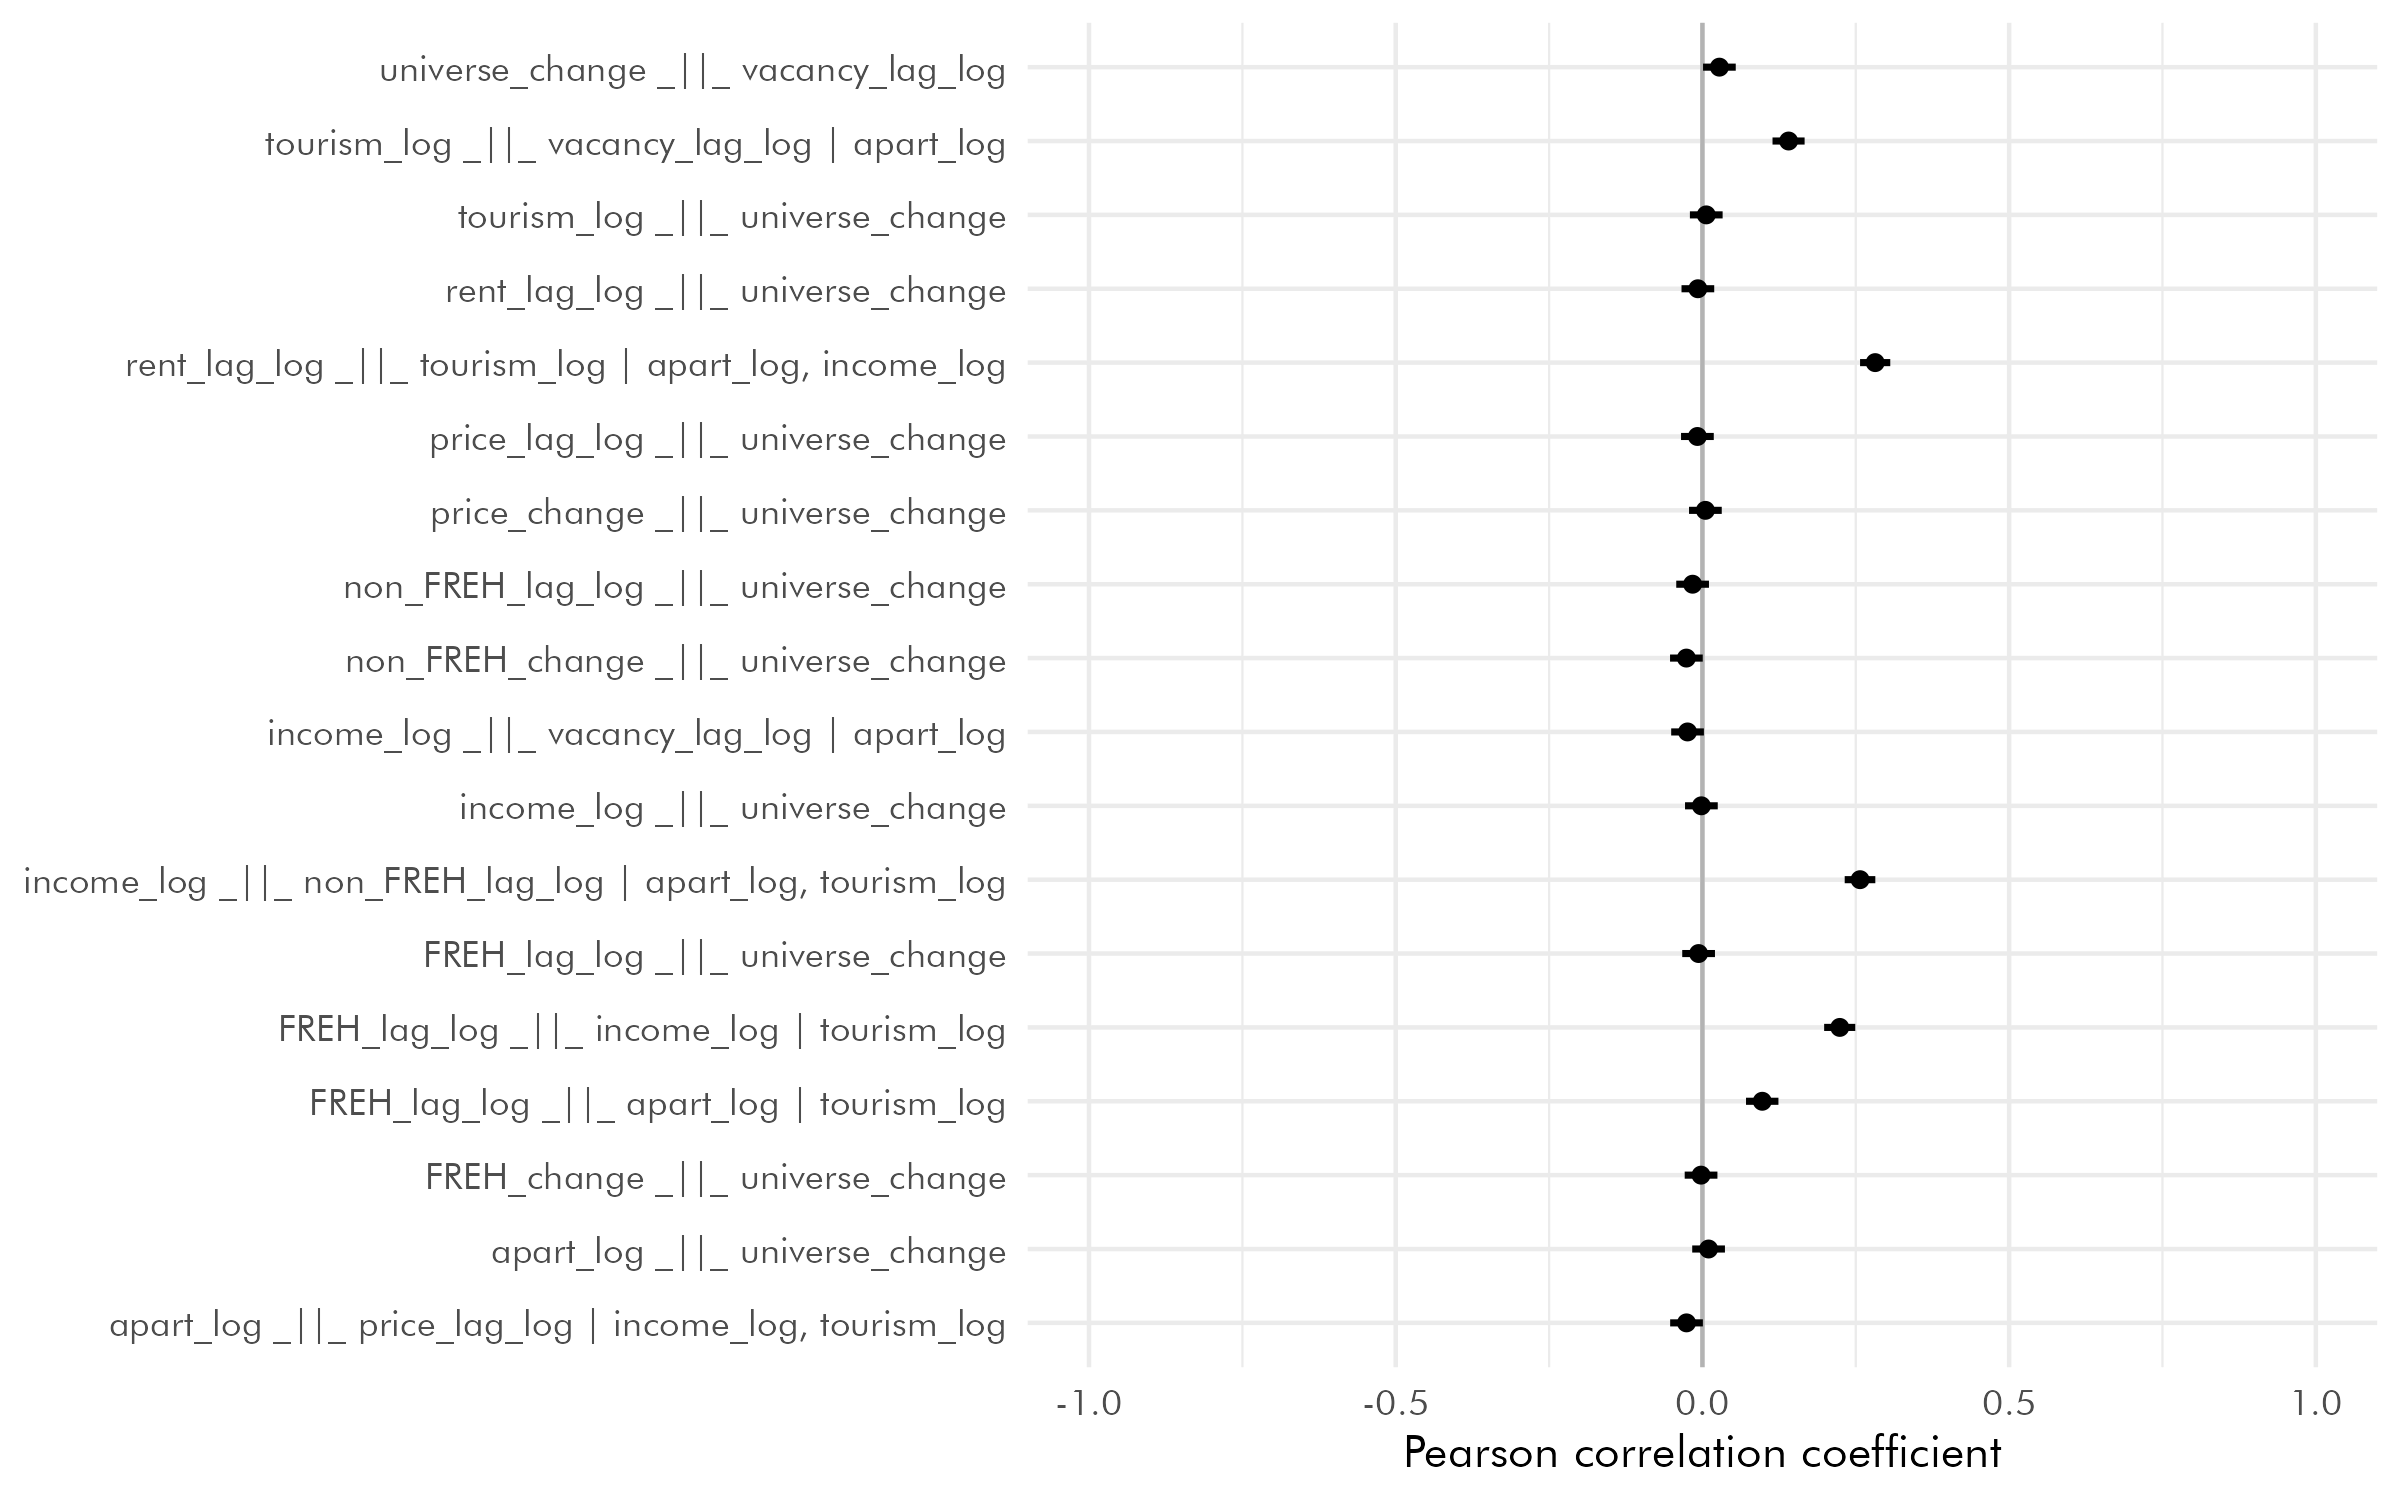 universe_change _||_ vacancy_lag_log
tourism_log _||_ vacancy_lag_log | apart_log
tourism_log _||_ universe_change
rent_lag_log _||_ universe_change
rent_lag_log _||_ tourism_log | apart_log, income_log
price_lag_log _||_ universe_change
price_change _||_ universe_change
non_FREH_lag_log _||_ universe_change
non_FREH_change _||_ universe_change
income_log _||_ vacancy_lag_log | apart_log
income_log _||_ universe_change
income_log _||_ non_FREH_lag_log | apart_log, tourism_log
FREH_lag_log _||_ universe_change
FREH_lag_log _||_ income_log | tourism_log
FREH_lag_log _||_ apart_log | tourism_log
FREH_change _||_ universe_change
apart_log _||_ universe_change
apart_log _||_ price_lag_log | income_log, tourism_log
-1.0 -0.5 0.0 0.5 1.0
Pearson correlation coefficient